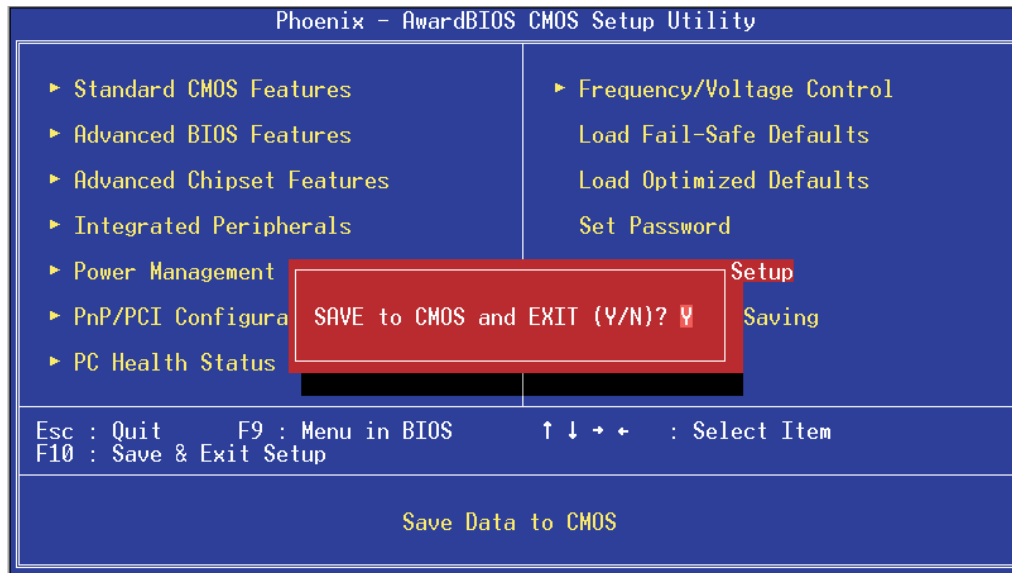 Phoenix - AwardBIOS CMOS Setup Utility
► Standard CMOS Features
► Advanced BIOS Features
► Advanced Chipset Features
► Integrated Peripherals
► Power Management
► PnP/PCI Configura
► PC Health Status
► Frequency/Voltage Control
Load Fail-Safe Defaults
Load Optimized Defaults
Set Password
Setup
Saving
SAVE to CMOS and EXIT (Y/N)? Y
Esc : Quit F9 : Menu in BIOS ↑ ↓ → ← : Select Item
F10 : Save & Exit Setup
Save Data to CMOS